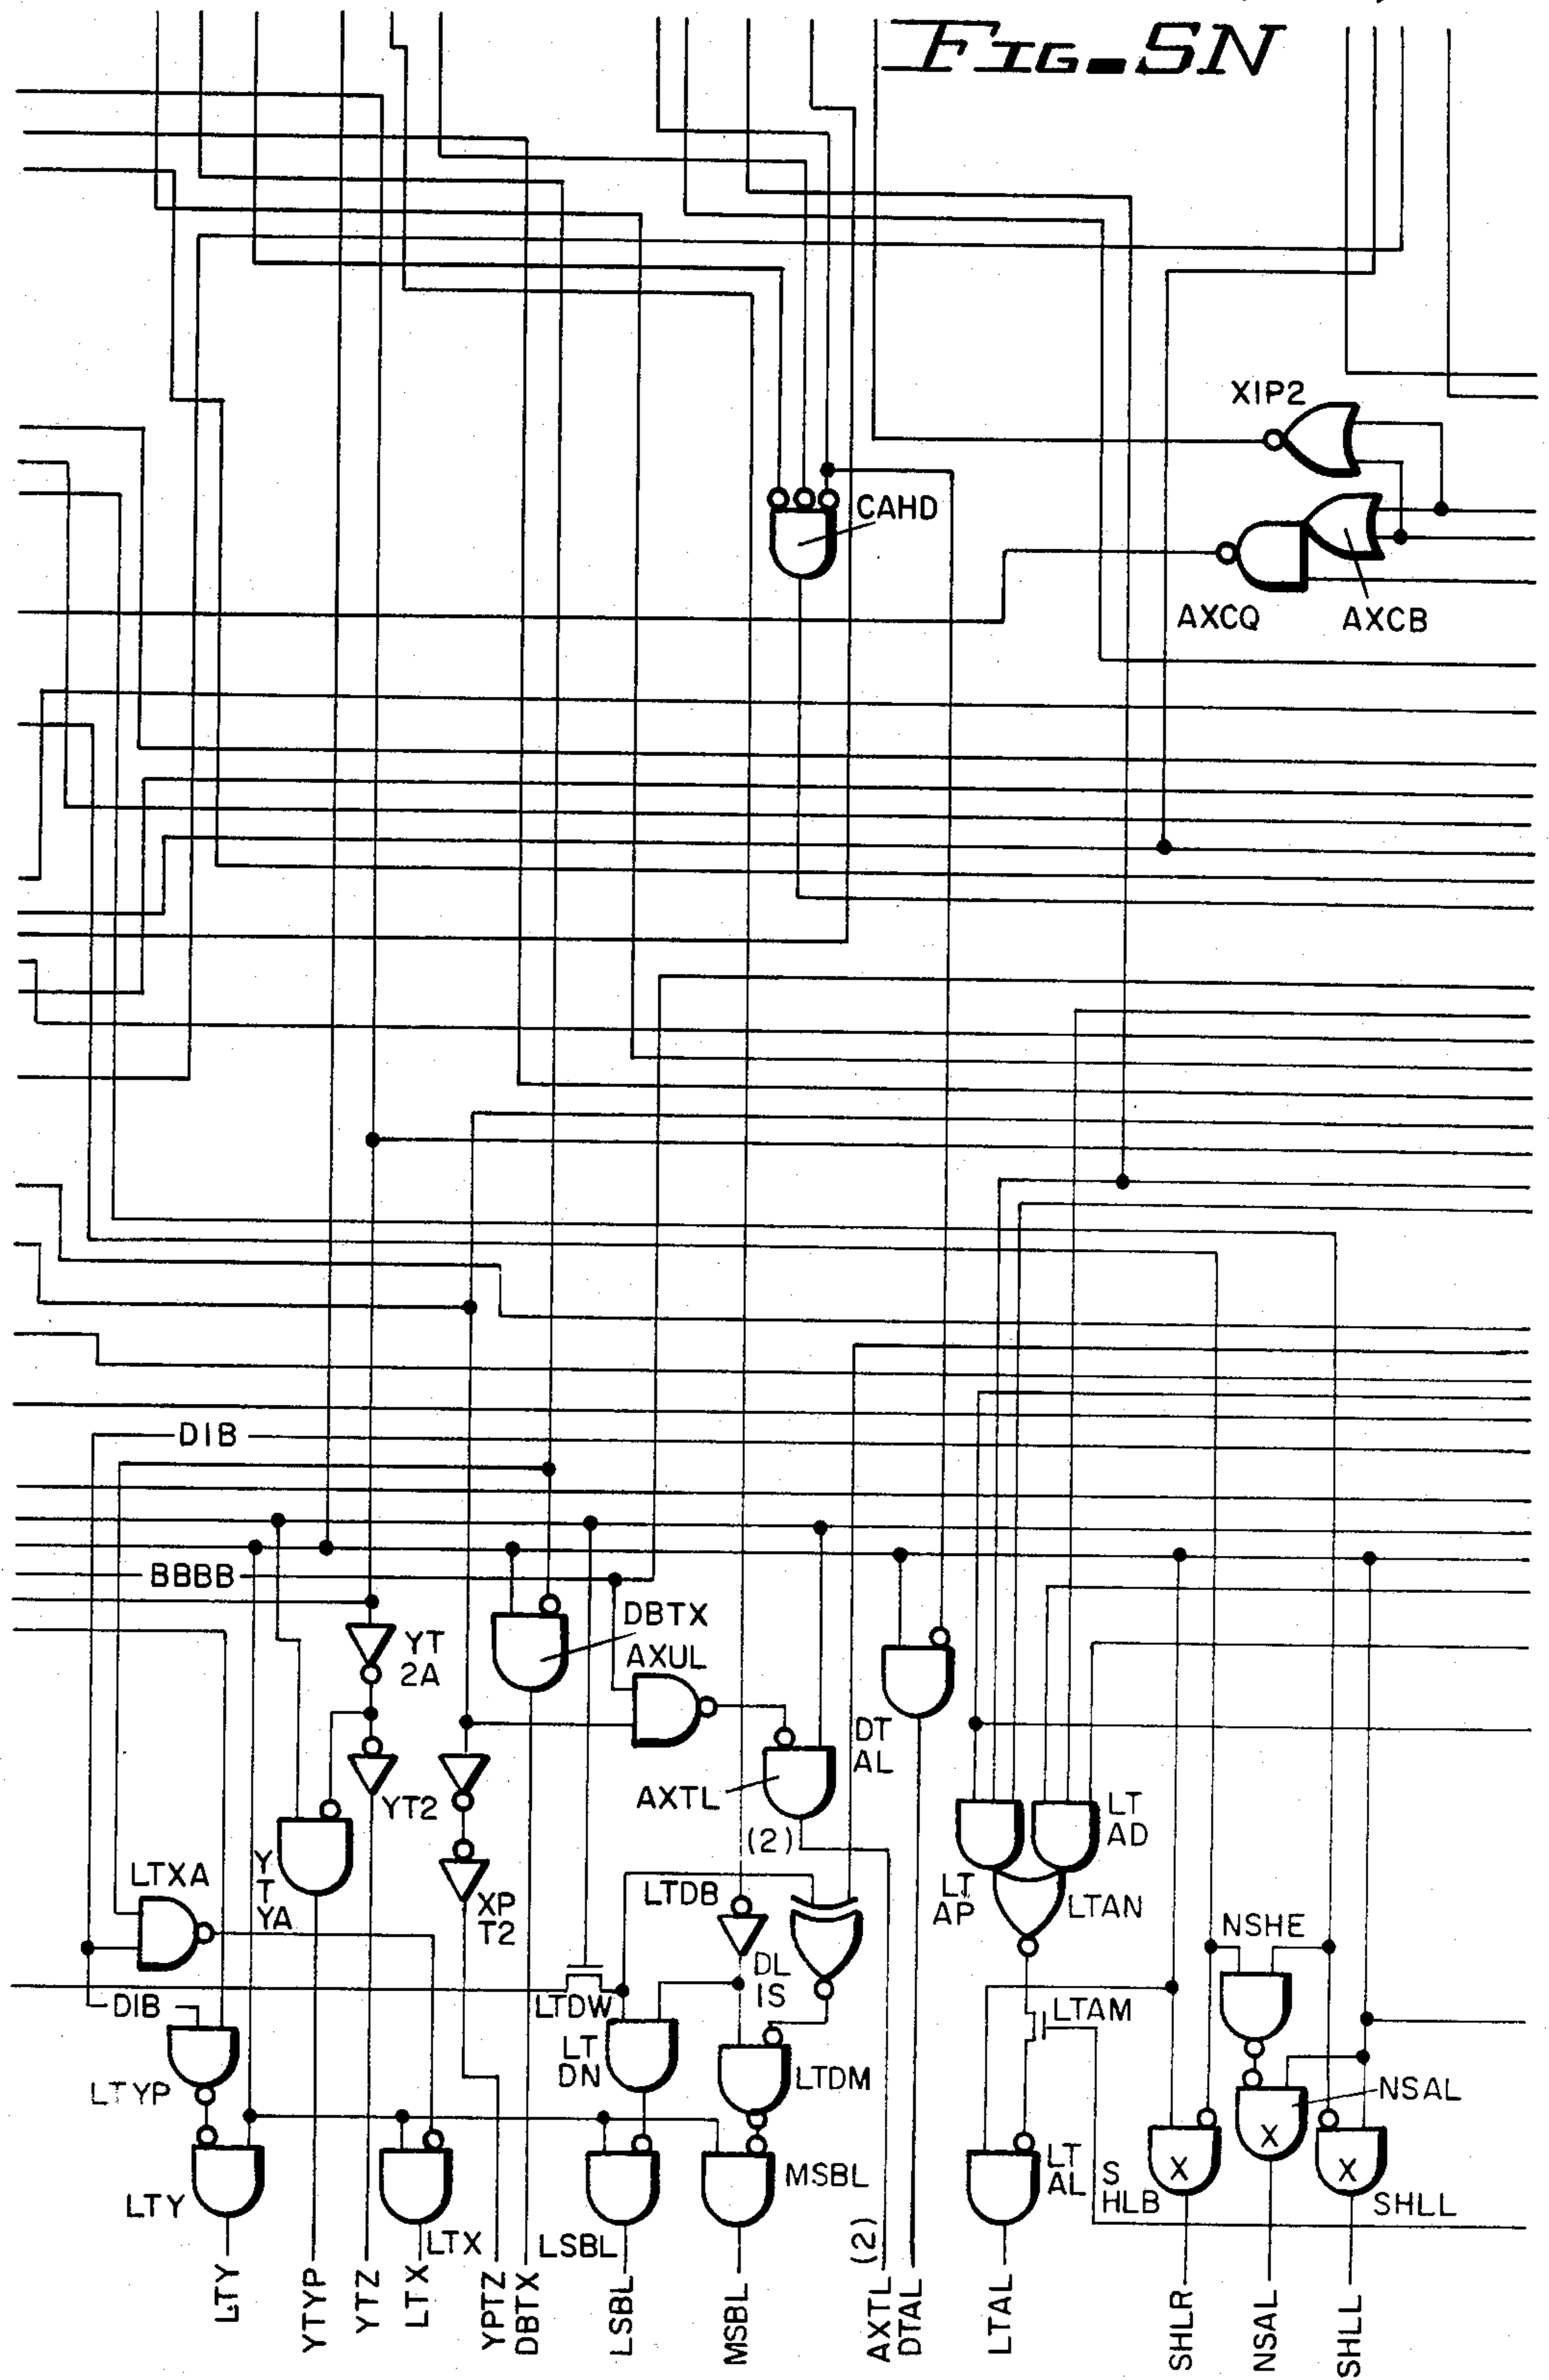 FIG_5N
XIP2
CAHD
AXCQ
AXCB
DIB
BBBB
DBTX
YT
2A
AXUL
DT
AL
YT2
AXTL
LT
AD
(2)
Y
T
YA
LTXA
LTDB
XP
T2
LT
AP
LTAN
NSHE
DL
IS
DIB
LTDW
LTAM
LT
DN
LTDM
LTYP
NSAL
X
X
X
MSBL
LT
AL
S
HLB
LTY
SHLL
LTX
LSBL
LTY
YTYP
YTZ
LTX
YPTZ
DBTX
LSBL
MSBL
AXTL (2)
DTAL
LTAL
SHLR
NSAL
SHLL